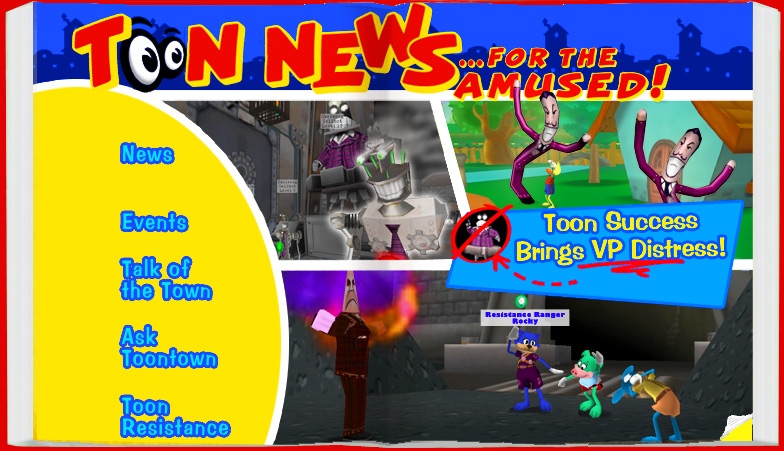 TOON NEWS
...FOR THE
AMUSED!
News
Events
Talk of
the Town
Ask
Toontown
Toon
Resistance
Toon Success
Brings VP Distress!
Resistance Ranger
Rocky